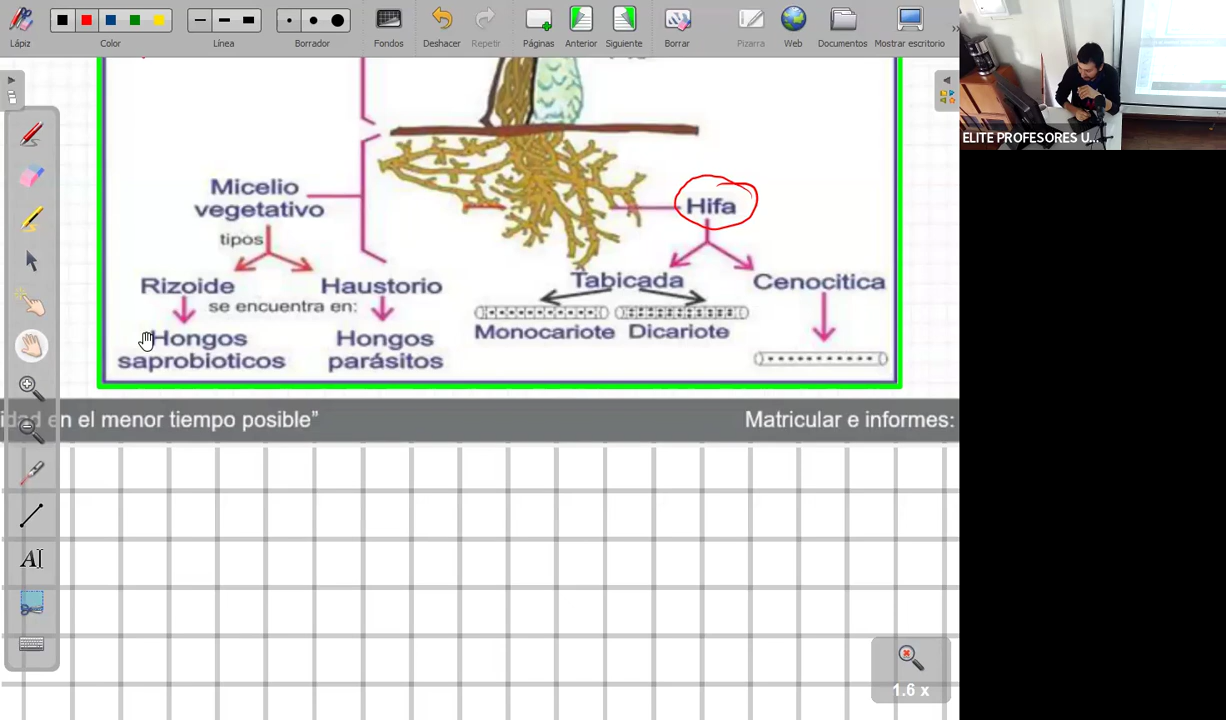 Lápiz
Color
Línea
Borrador
Fondos
Deshacer
Repetir
Páginas
Anterior
Siguiente
Borrar
Pizarra
Web
Documentos
Mostrar escritorio
ELITE PROFESORES U...
Micelio
vegetativo
tipos
Rizoide
Haustorio
se encuentra en:
Hongos
saprobioticos
Hongos
parásitos
Hifa
Tabicada
Cenocitica
Monocariote
Dicariote
idad en el menor tiempo posible”
Matricular e informes:
1.6 x